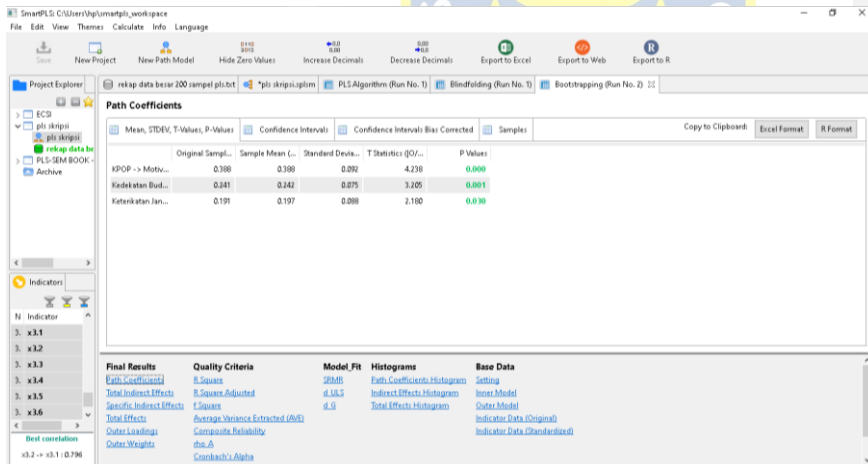 SmartPLS: C:\Users\hp\smartpls_workspace
File Edit View Themes Calculate Info Language
Save New Project New Path Model Hide Zero Values Increase Decimals Decrease Decimals Export to Excel Export to Web Export to R
Project Explorer
ECSI
pls skripsi
pls skripsi
rekap data be
PLS-SEM BOOK -
Archive
Indicators
N Indicator
3. x3.1
3. x3.2
3. x3.3
3. x3.4
3. x3.5
3. x3.6
Best correlation
x3.2 -> x3.1 : 0.796
rekap data besar 200 sampel pls.txt *pls skripsi.splsm PLS Algorithm (Run No. 1) Blindfolding (Run No. 1) Bootstrapping (Run No. 2)
Path Coefficients
Mean, STDEV, T-Values, P-Values Confidence Intervals Confidence Intervals Bias Corrected Samples Copy to Clipboard: Excel Format R Format
Original Sampl... Sample Mean (... Standard Devia... T Statistics (|O/... P Values
KPOP -> Motiv... 0.388 0.388 0.092 4.238 0.000
Kedekatan Bud... 0.241 0.242 0.075 3.205 0.001
Keterikatan Jan... 0.191 0.197 0.088 2.180 0.030
Final Results
Path Coefficients
Total Indirect Effects
Specific Indirect Effects
Total Effects
Outer Loadings
Outer Weights
Quality Criteria
R Square
R Square Adjusted
f Square
Average Variance Extracted (AVE)
Composite Reliability
rho_A
Cronbach's Alpha
Model_Fit
SRMR
d_ULS
d_G
Histograms
Path Coefficients Histogram
Indirect Effects Histogram
Total Effects Histogram
Base Data
Setting
Inner Model
Outer Model
Indicator Data (Original)
Indicator Data (Standardized)